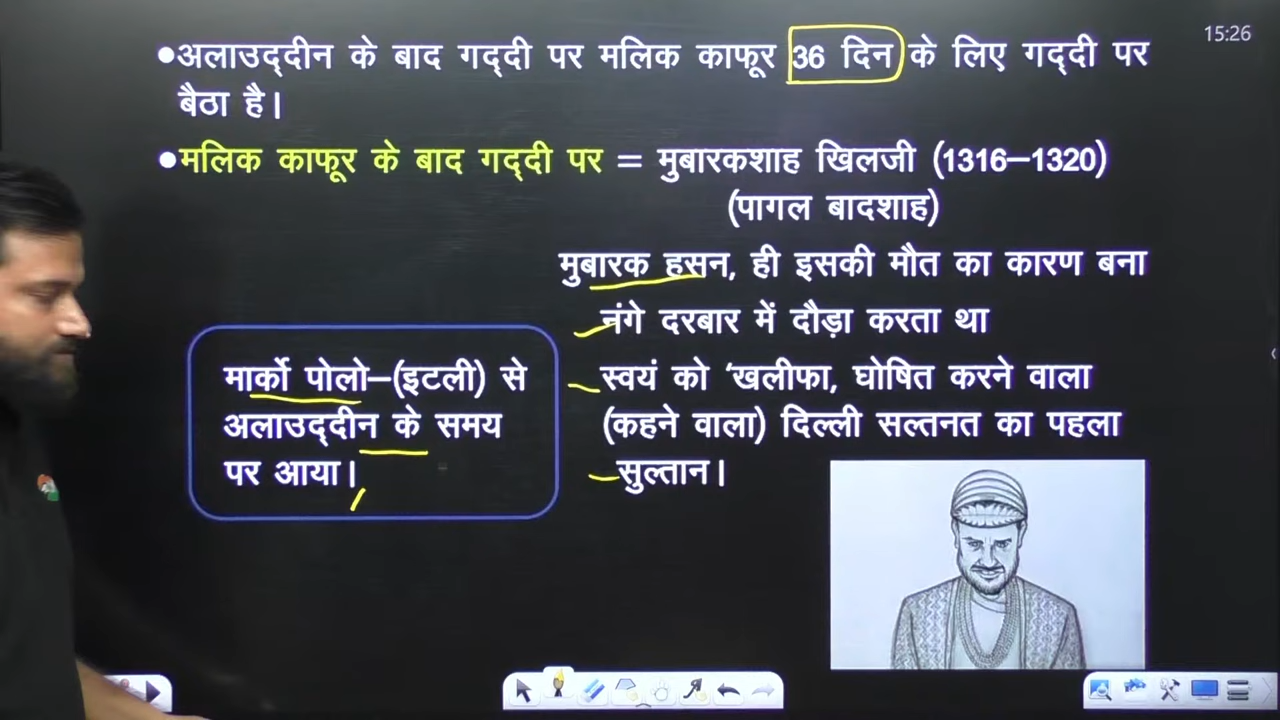 15:26
•अलाउद्दीन के बाद गद्दी पर मलिक काफूर 36 दिन के लिए गद्दी पर
बैठा है।
•मलिक काफूर के बाद गद्दी पर = मुबारकशाह खिलजी (1316–1320)
(पागल बादशाह)
मुबारक हसन, ही इसकी मौत का कारण बना
नंगे दरबार में दौड़ा करता था
स्वयं को ‘खलीफा, घोषित करने वाला
(कहने वाला) दिल्ली सल्तनत का पहला
सुल्तान।
मार्को पोलो–(इटली) से
अलाउद्दीन के समय
पर आया।